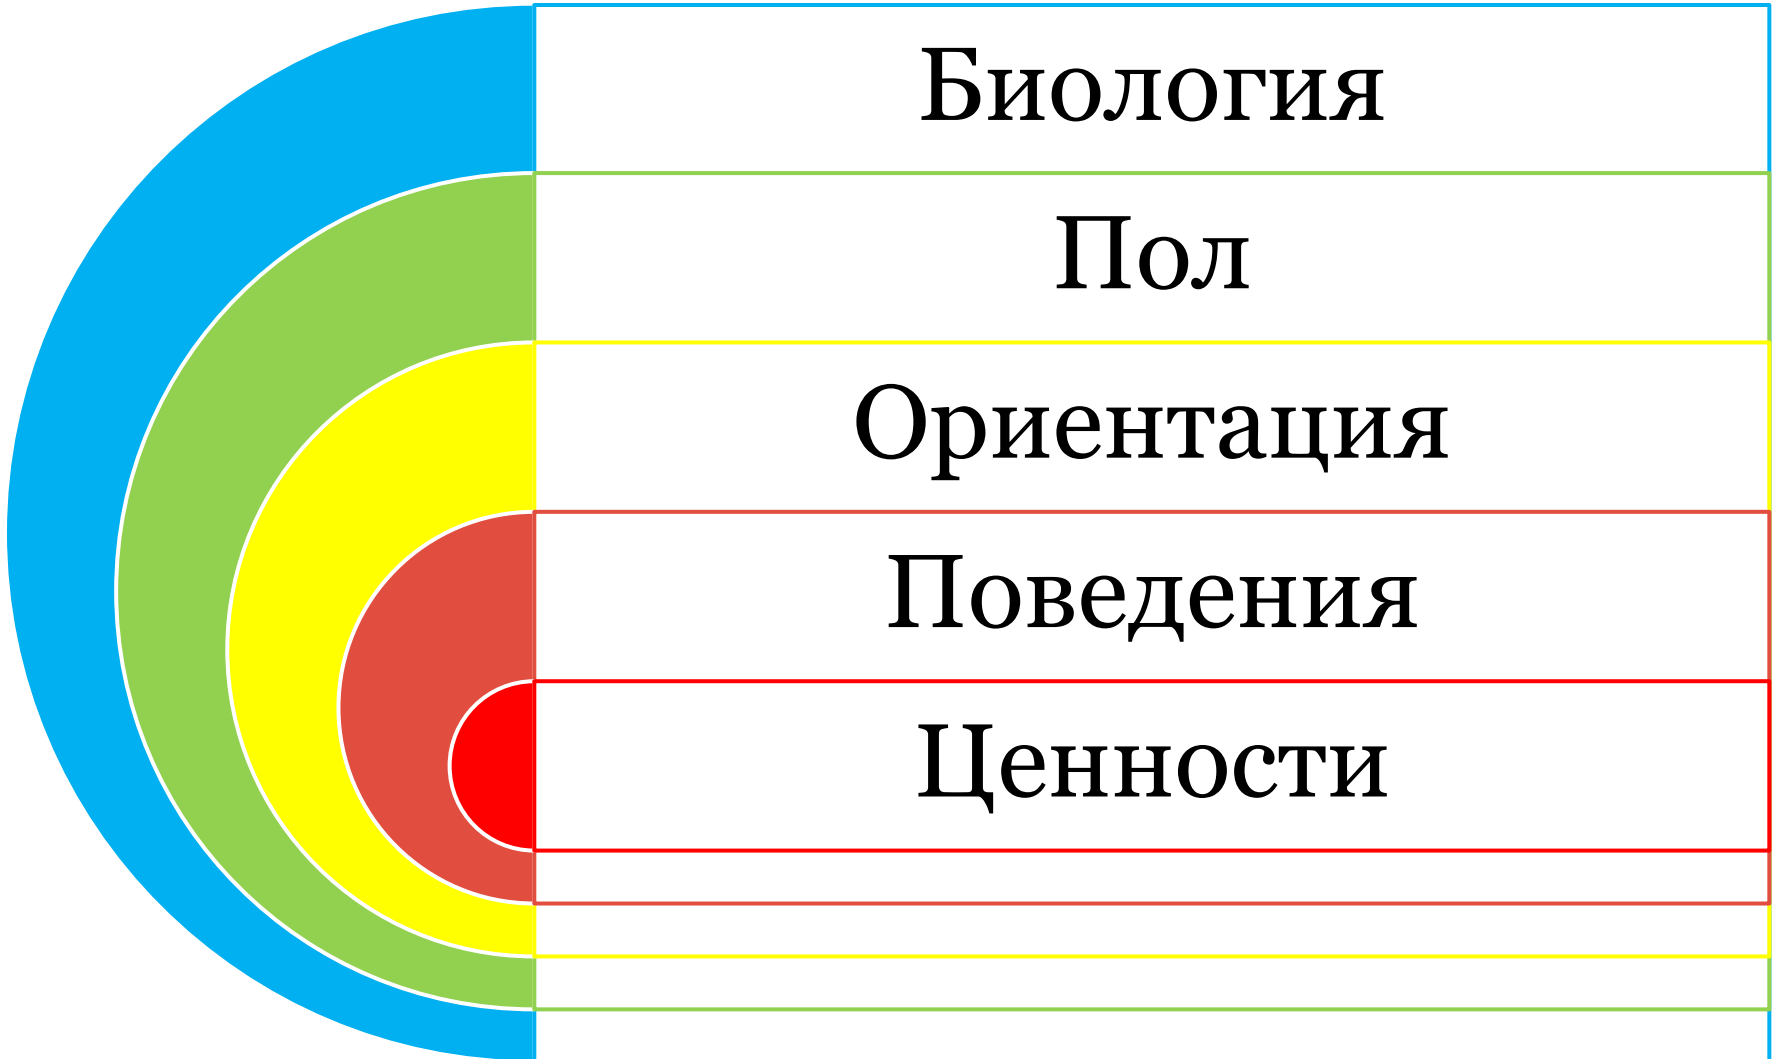 Биология
Пол
Ориентация
Поведения
Ценности